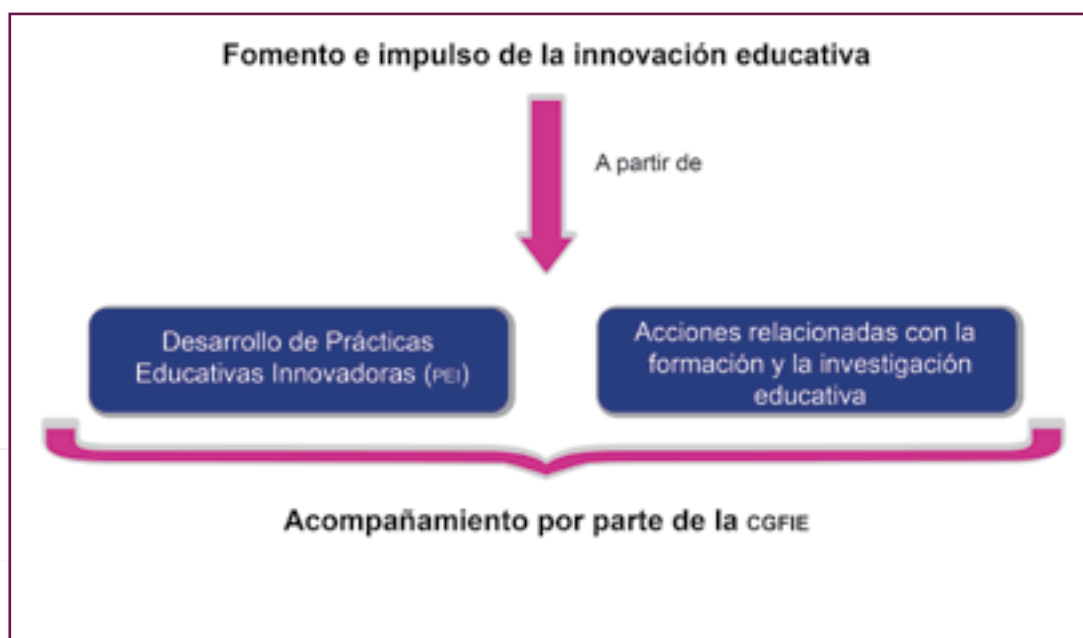 Fomento e impulso de la innovación educativa
A partir de
Desarrollo de Prácticas
Educativas Innovadoras (PEI)
Acciones relacionadas con la
formación y la investigación
educativa
Acompañamiento por parte de la CGFIE